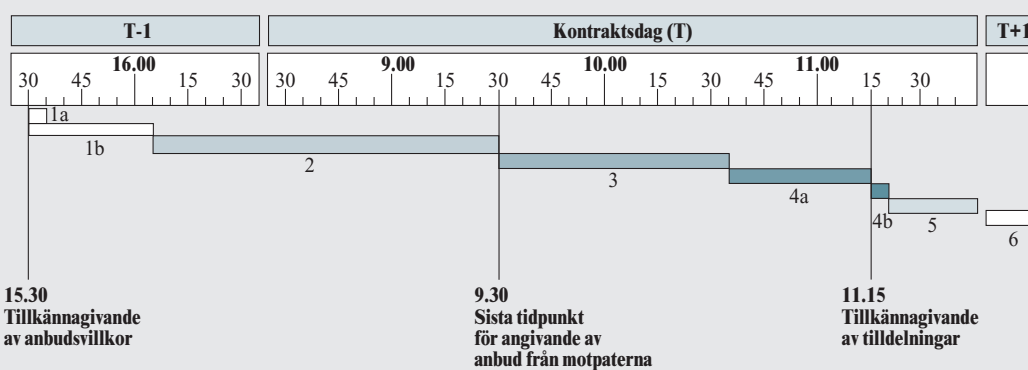 T-1 Kontraktsdag (T) T+1
16.00 9.00 10.00 11.00
30 45 15 30 30 45 15 30 45 15 30 45 15 30
1a
1b
2
3
4a
4b
5
6
15.30
Tillkännagivande
av anbudsvillkor
9.30
Sista tidpunkt
för angivande av
anbud från motpaterna
11.15
Tillkännagivande
av tilldelningar